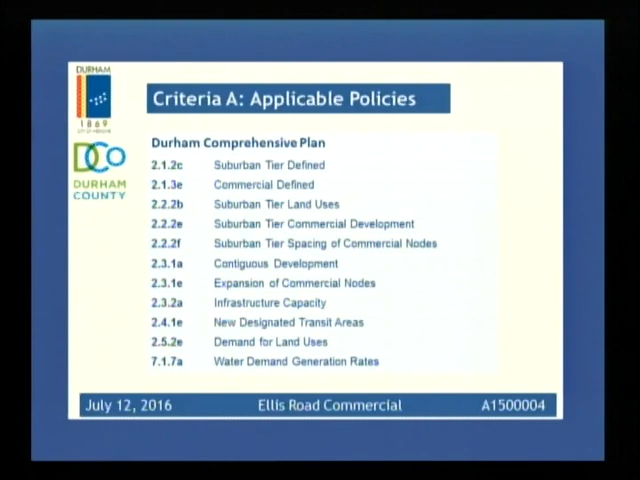 DURHAM
1869
CITY OF MEDICINE
DCO
DURHAM
COUNTY
Criteria A: Applicable Policies
Durham Comprehensive Plan
2.1.2c Suburban Tier Defined
2.1.3e Commercial Defined
2.2.2b Suburban Tier Land Uses
2.2.2e Suburban Tier Commercial Development
2.2.2f Suburban Tier Spacing of Commercial Nodes
2.3.1a Contiguous Development
2.3.1e Expansion of Commercial Nodes
2.3.2a Infrastructure Capacity
2.4.1e New Designated Transit Areas
2.5.2e Demand for Land Uses
7.1.7a Water Demand Generation Rates
July 12, 2016 Ellis Road Commercial A1500004